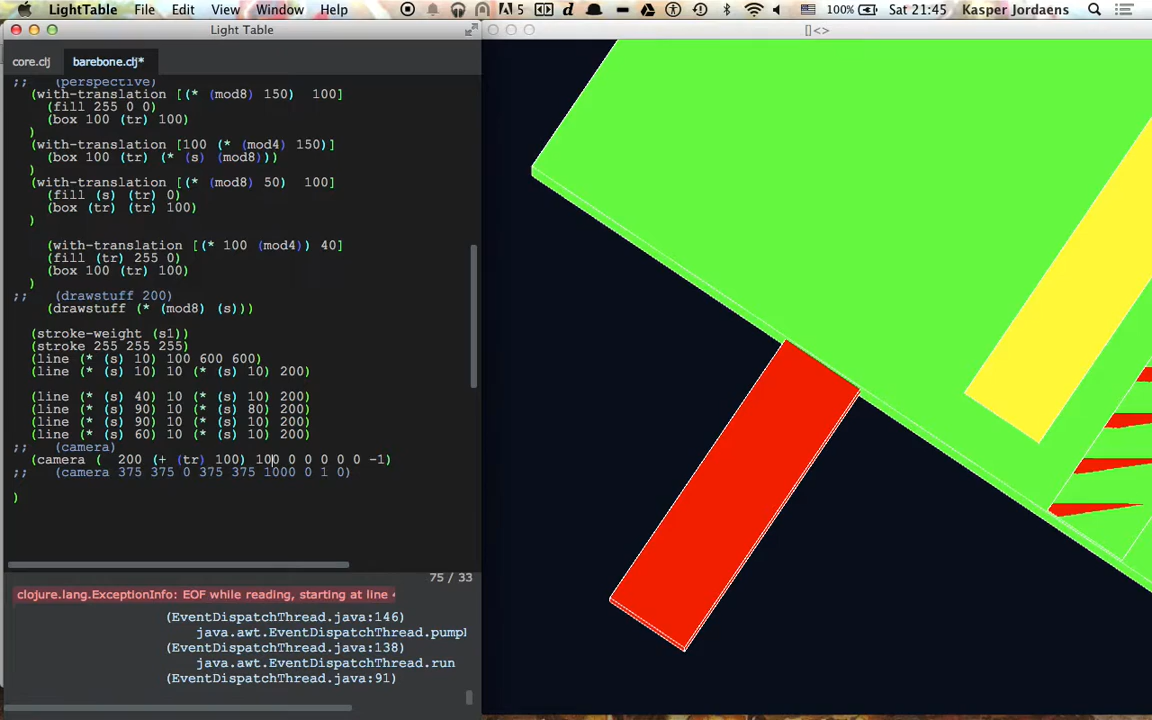 LightTable File Edit View Window Help 5 100% Sat 21:45 Kasper Jordaens
Light Table
[]<>
core.clj barebone.clj*
;; (perspective)
(with-translation [(* (mod8) 150) 100]
(fill 255 0 0)
(box 100 (tr) 100)
)
(with-translation [100 (* (mod4) 150)]
(box 100 (tr) (* (s) (mod8)))
)
(with-translation [(* (mod8) 50) 100]
(fill (s) (tr) 0)
(box (tr) (tr) 100)
)
(with-translation [(* 100 (mod4)) 40]
(fill (tr) 255 0)
(box 100 (tr) 100)
)
;; (drawstuff 200)
(drawstuff (* (mod8) (s)))
(stroke-weight (s1))
(stroke 255 255 255)
(line (* (s) 10) 100 600 600)
(line (* (s) 10) 10 (* (s) 10) 200)
(line (* (s) 40) 10 (* (s) 10) 200)
(line (* (s) 90) 10 (* (s) 80) 200)
(line (* (s) 90) 10 (* (s) 10) 200)
(line (* (s) 60) 10 (* (s) 10) 200)
;; (camera)
(camera ( 200 (+ (tr) 100) 100 0 0 0 0 0 -1)
;; (camera 375 375 0 375 375 1000 0 1 0)
)
75 / 33
clojure.lang.ExceptionInfo: EOF while reading, starting at line
(EventDispatchThread.java:146)
java.awt.EventDispatchThread.pump
(EventDispatchThread.java:138)
java.awt.EventDispatchThread.run
(EventDispatchThread.java:91)